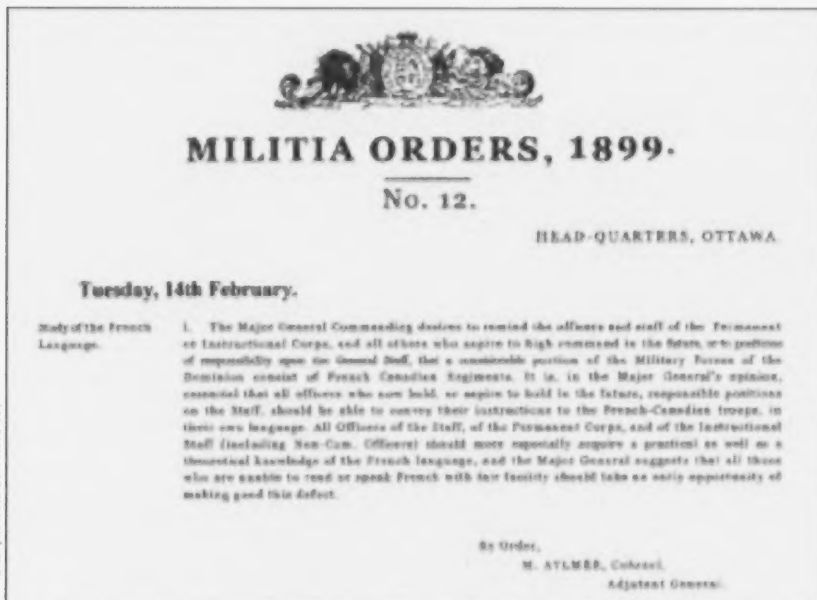 MILITIA ORDERS, 1899.
No. 12.
HEAD-QUARTERS, OTTAWA
Tuesday, 14th February.
Study of the French
Language.
1. The Major General Commanding desires to remind the officers and staff of the Permanent
or Instructional Corps, and all others who aspire to high command in the future, or to positions
of responsibility upon the General Staff, that a considerable portion of the Military Forces of the
Dominion consist of French Canadian Regiments. It is, in the Major General's opinion,
essential that all officers who now hold, or aspire to hold in the future, responsible positions
on the Staff, should be able to convey their instructions to the French-Canadian troops, in
their own language. All Officers of the Staff, of the Permanent Corps, and of the Instructional
Staff (including Non-Com. Officers) should more especially acquire a practical as well as a
theoretical knowledge of the French language, and the Major General suggests that all those
who are unable to read or speak French with fair facility should take an early opportunity of
making good this defect.
By Order,
M. AYLMER, Colonel,
Adjutant General.